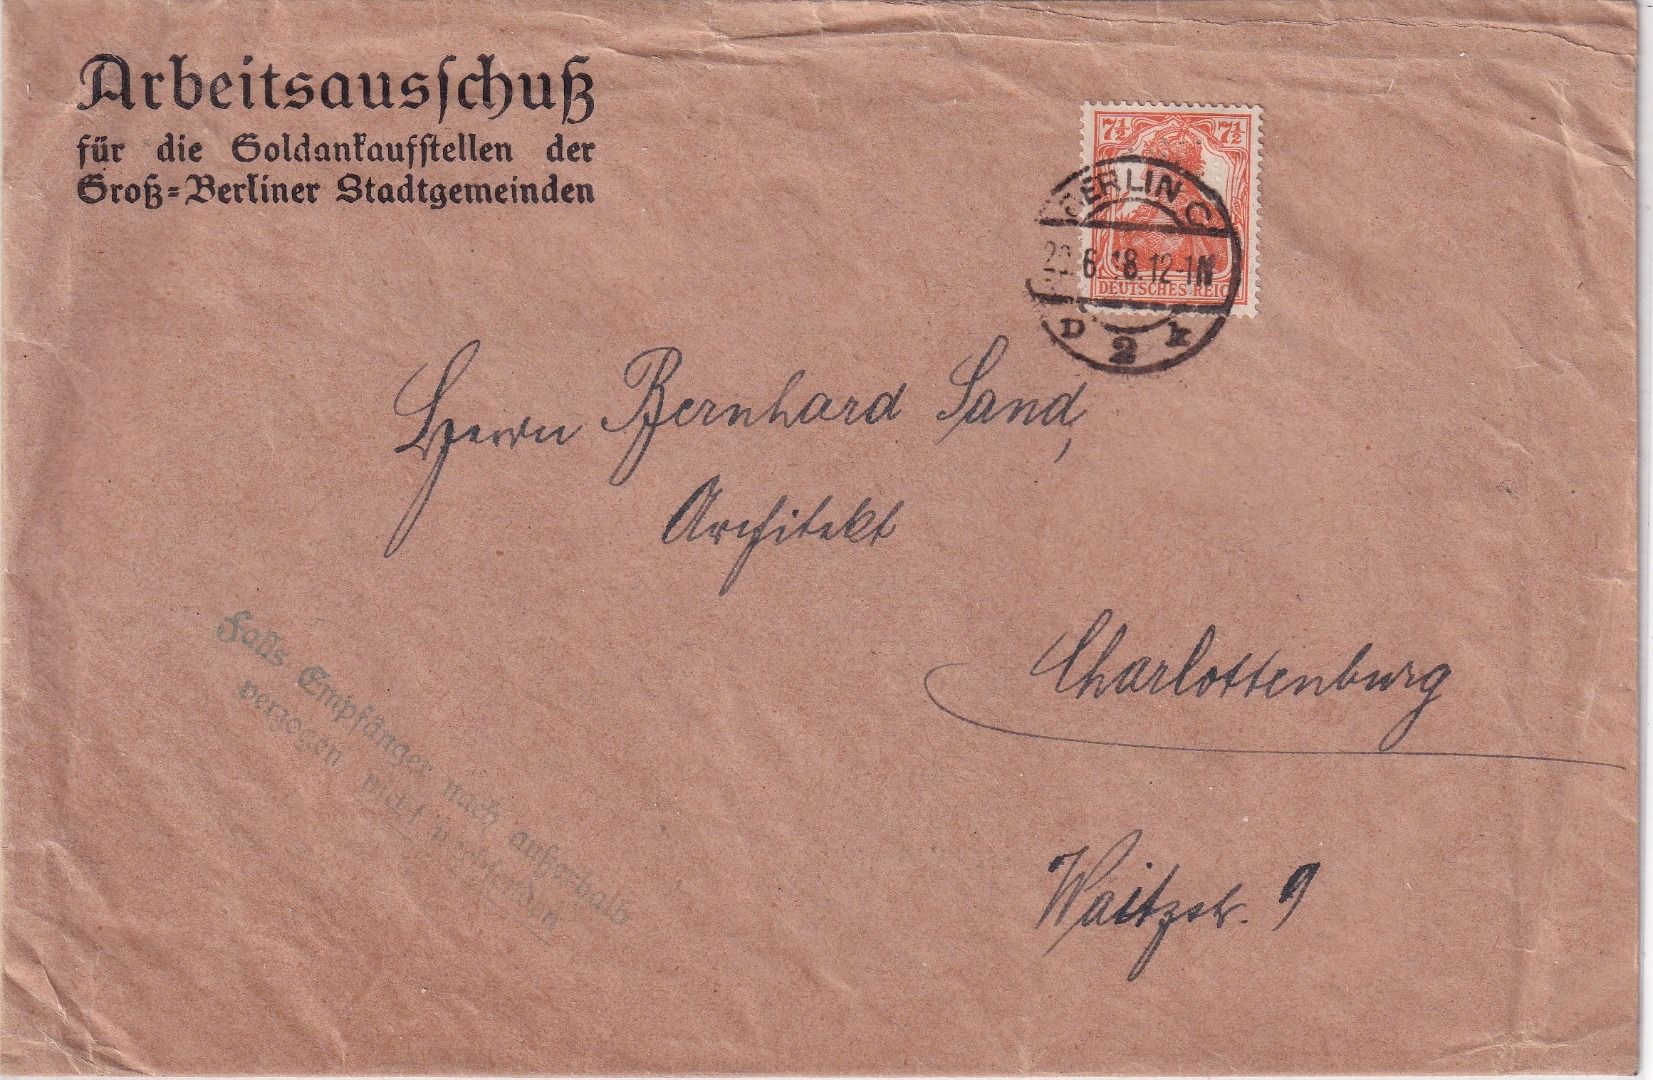 Arbeitsausschuß
für die Goldankaufstellen der
Groß-Berliner Stadtgemeinden
7½ 7½
DEUTSCHES REICH
BERLIN C
6.18.12-1N
D 2 k
Herrn Bernhard Sand,
Architekt
Charlottenburg
Waitzstr. 9
Falls Empfänger nach außerhalb
verzogen, nicht nachsenden